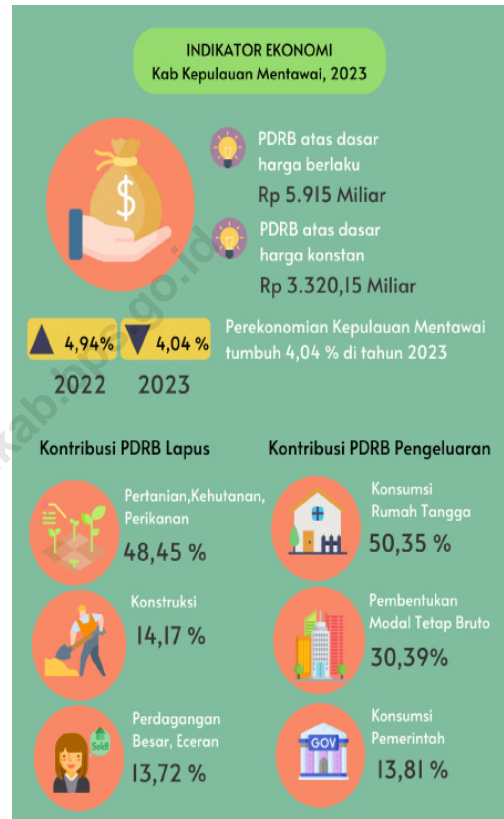 INDIKATOR EKONOMI
Kab Kepulauan Mentawai, 2023
PDRB atas dasar
harga berlaku
Rp 5.915 Miliar
PDRB atas dasar
harga konstan
Rp 3.320,15 Miliar
4,94%
4,04 %
2022
2023
Perekonomian Kepulauan Mentawai
tumbuh 4,04 % di tahun 2023
Kontribusi PDRB Lapus
Pertanian,Kehutanan,
Perikanan
48,45 %
Konstruksi
14,17 %
Perdagangan
Besar, Eceran
13,72 %
Sold!
Kontribusi PDRB Pengeluaran
Konsumsi
Rumah Tangga
50,35 %
Pembentukan
Modal Tetap Bruto
30,39%
Konsumsi
Pemerintah
13,81 %
GOV
kab.bps.go.id